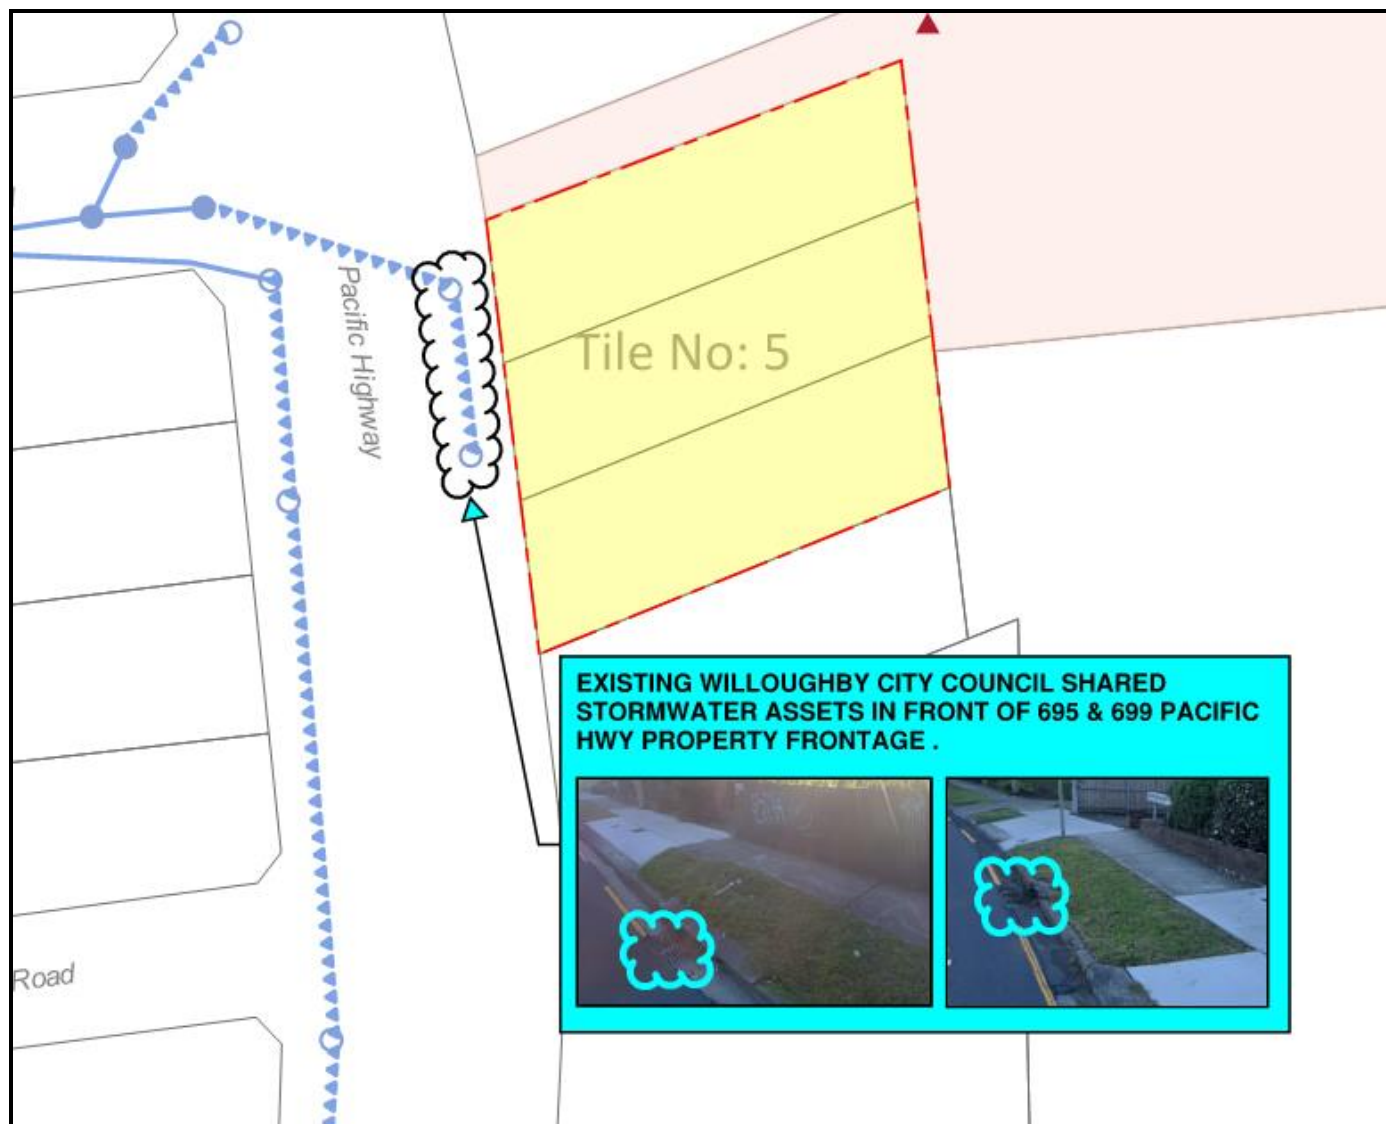 Pacific Highway
Tile No: 5
EXISTING WILLOUGHBY CITY COUNCIL SHARED
STORMWATER ASSETS IN FRONT OF 695 & 699 PACIFIC
HWY PROPERTY FRONTAGE .
Road